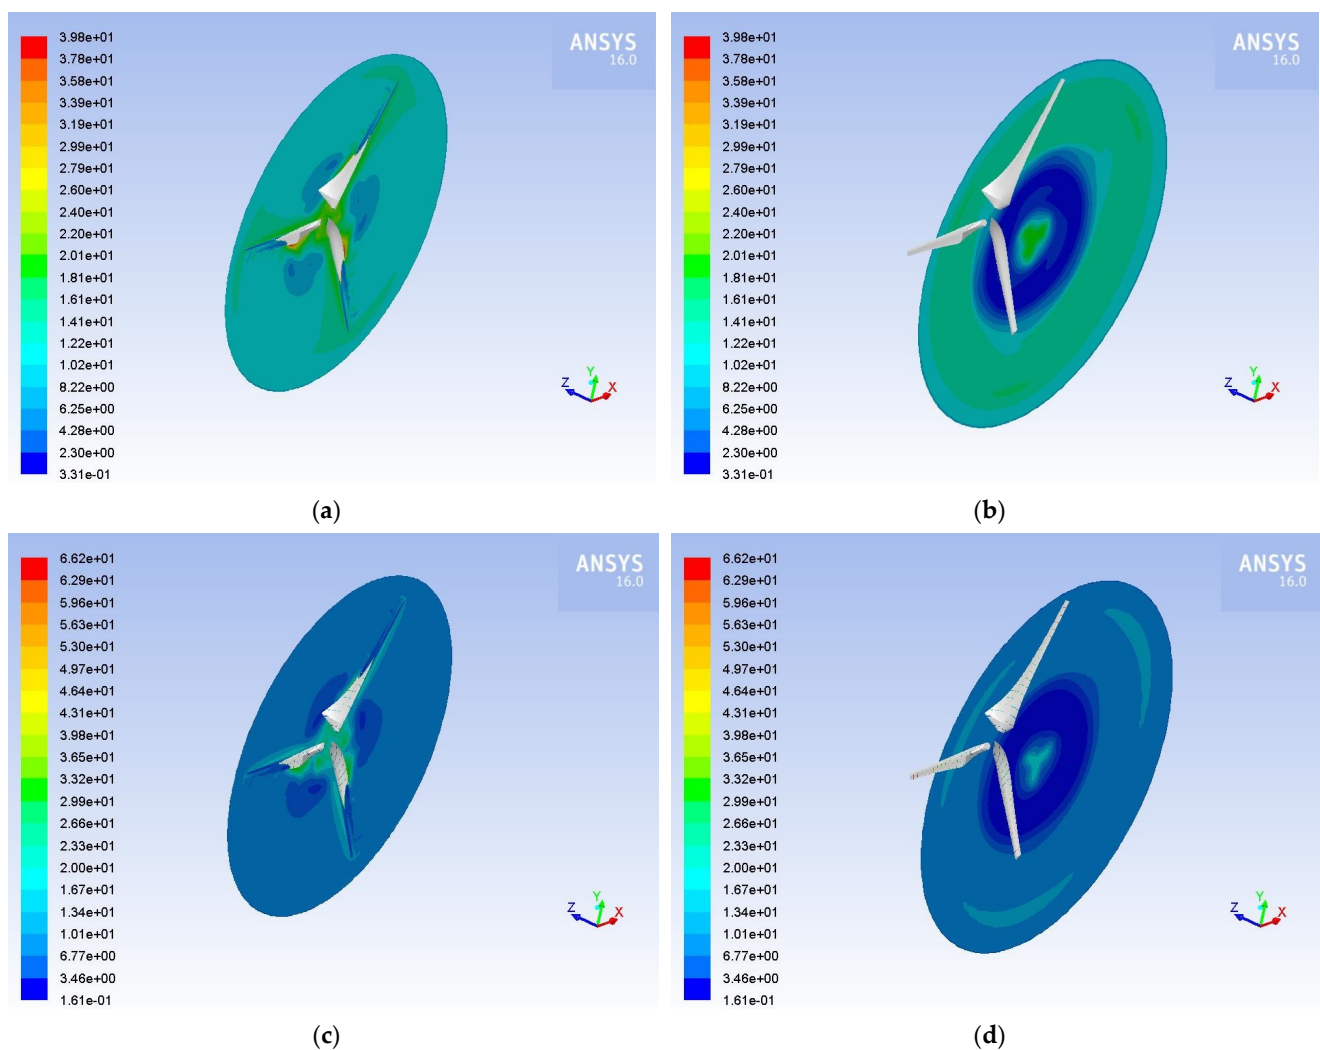 3.98e+01
3.78e+01
3.58e+01
3.39e+01
3.19e+01
2.99e+01
2.79e+01
2.60e+01
2.40e+01
2.20e+01
2.01e+01
1.81e+01
1.61e+01
1.41e+01
1.22e+01
1.02e+01
8.22e+00
6.25e+00
4.28e+00
2.30e+00
3.31e-01
ANSYS
16.0
Y
Z
X
(a)
3.98e+01
3.78e+01
3.58e+01
3.39e+01
3.19e+01
2.99e+01
2.79e+01
2.60e+01
2.40e+01
2.20e+01
2.01e+01
1.81e+01
1.61e+01
1.41e+01
1.22e+01
1.02e+01
8.22e+00
6.25e+00
4.28e+00
2.30e+00
3.31e-01
ANSYS
16.0
Y
Z
X
(b)
6.62e+01
6.29e+01
5.96e+01
5.63e+01
5.30e+01
4.97e+01
4.64e+01
4.31e+01
3.98e+01
3.65e+01
3.32e+01
2.99e+01
2.66e+01
2.33e+01
2.00e+01
1.67e+01
1.34e+01
1.01e+01
6.77e+00
3.46e+00
1.61e-01
ANSYS
16.0
Y
Z
X
(c)
6.62e+01
6.29e+01
5.96e+01
5.63e+01
5.30e+01
4.97e+01
4.64e+01
4.31e+01
3.98e+01
3.65e+01
3.32e+01
2.99e+01
2.66e+01
2.33e+01
2.00e+01
1.67e+01
1.34e+01
1.01e+01
6.77e+00
3.46e+00
1.61e-01
ANSYS
16.0
Y
Z
X
(d)